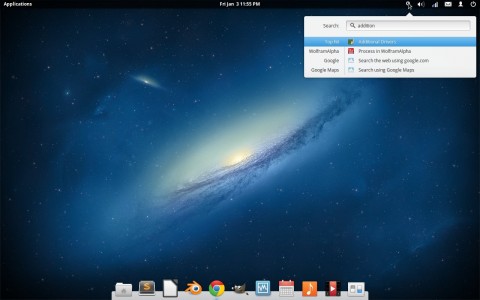 Applications
Fri Jan 3 11:55 PM
Search:
addition
Top Hit Additional Drivers
WolframAlpha Process in WolframAlpha
Google Search the web using google.com
Google Maps Search using Google Maps